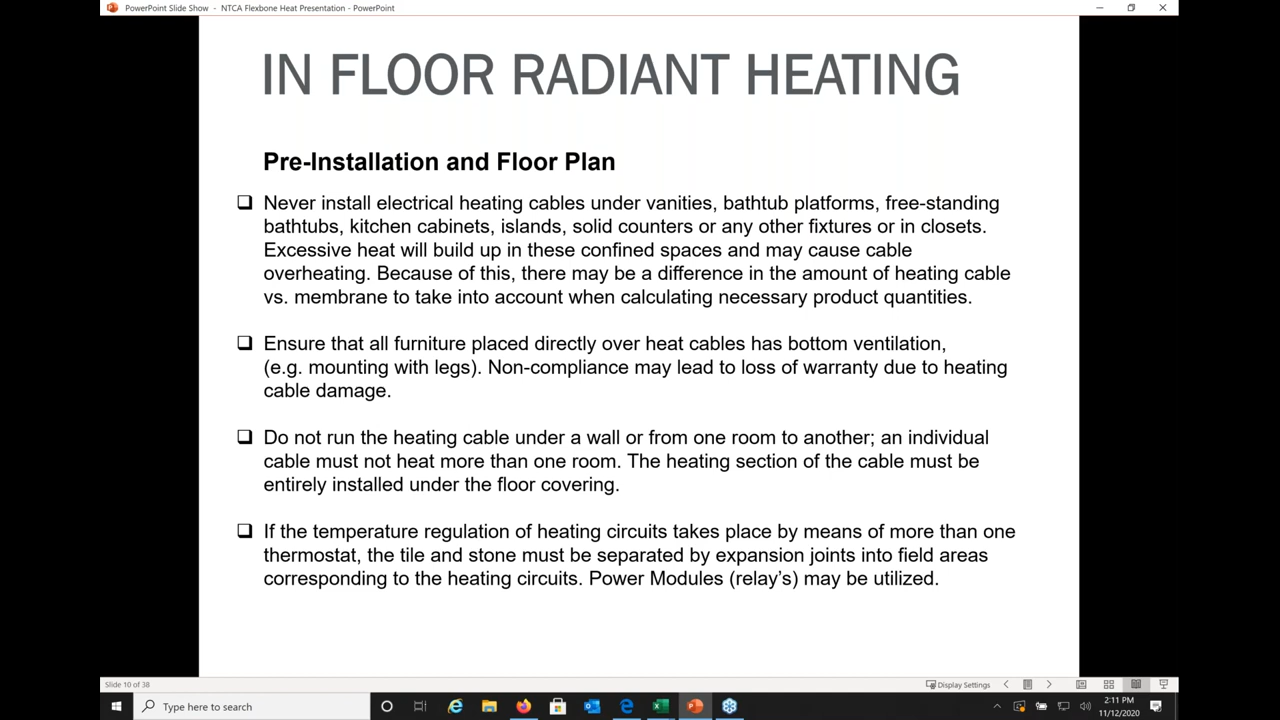 PowerPoint Slide Show - NTCA Flexbone Heat Presentation - PowerPoint
IN FLOOR RADIANT HEATING
Pre-Installation and Floor Plan
Never install electrical heating cables under vanities, bathtub platforms, free-standing
bathtubs, kitchen cabinets, islands, solid counters or any other fixtures or in closets.
Excessive heat will build up in these confined spaces and may cause cable
overheating. Because of this, there may be a difference in the amount of heating cable
vs. membrane to take into account when calculating necessary product quantities.
Ensure that all furniture placed directly over heat cables has bottom ventilation,
(e.g. mounting with legs). Non-compliance may lead to loss of warranty due to heating
cable damage.
Do not run the heating cable under a wall or from one room to another; an individual
cable must not heat more than one room. The heating section of the cable must be
entirely installed under the floor covering.
If the temperature regulation of heating circuits takes place by means of more than one
thermostat, the tile and stone must be separated by expansion joints into field areas
corresponding to the heating circuits. Power Modules (relay's) may be utilized.
Slide 10 of 38
Display Settings
Type here to search
2:11 PM
11/12/2020